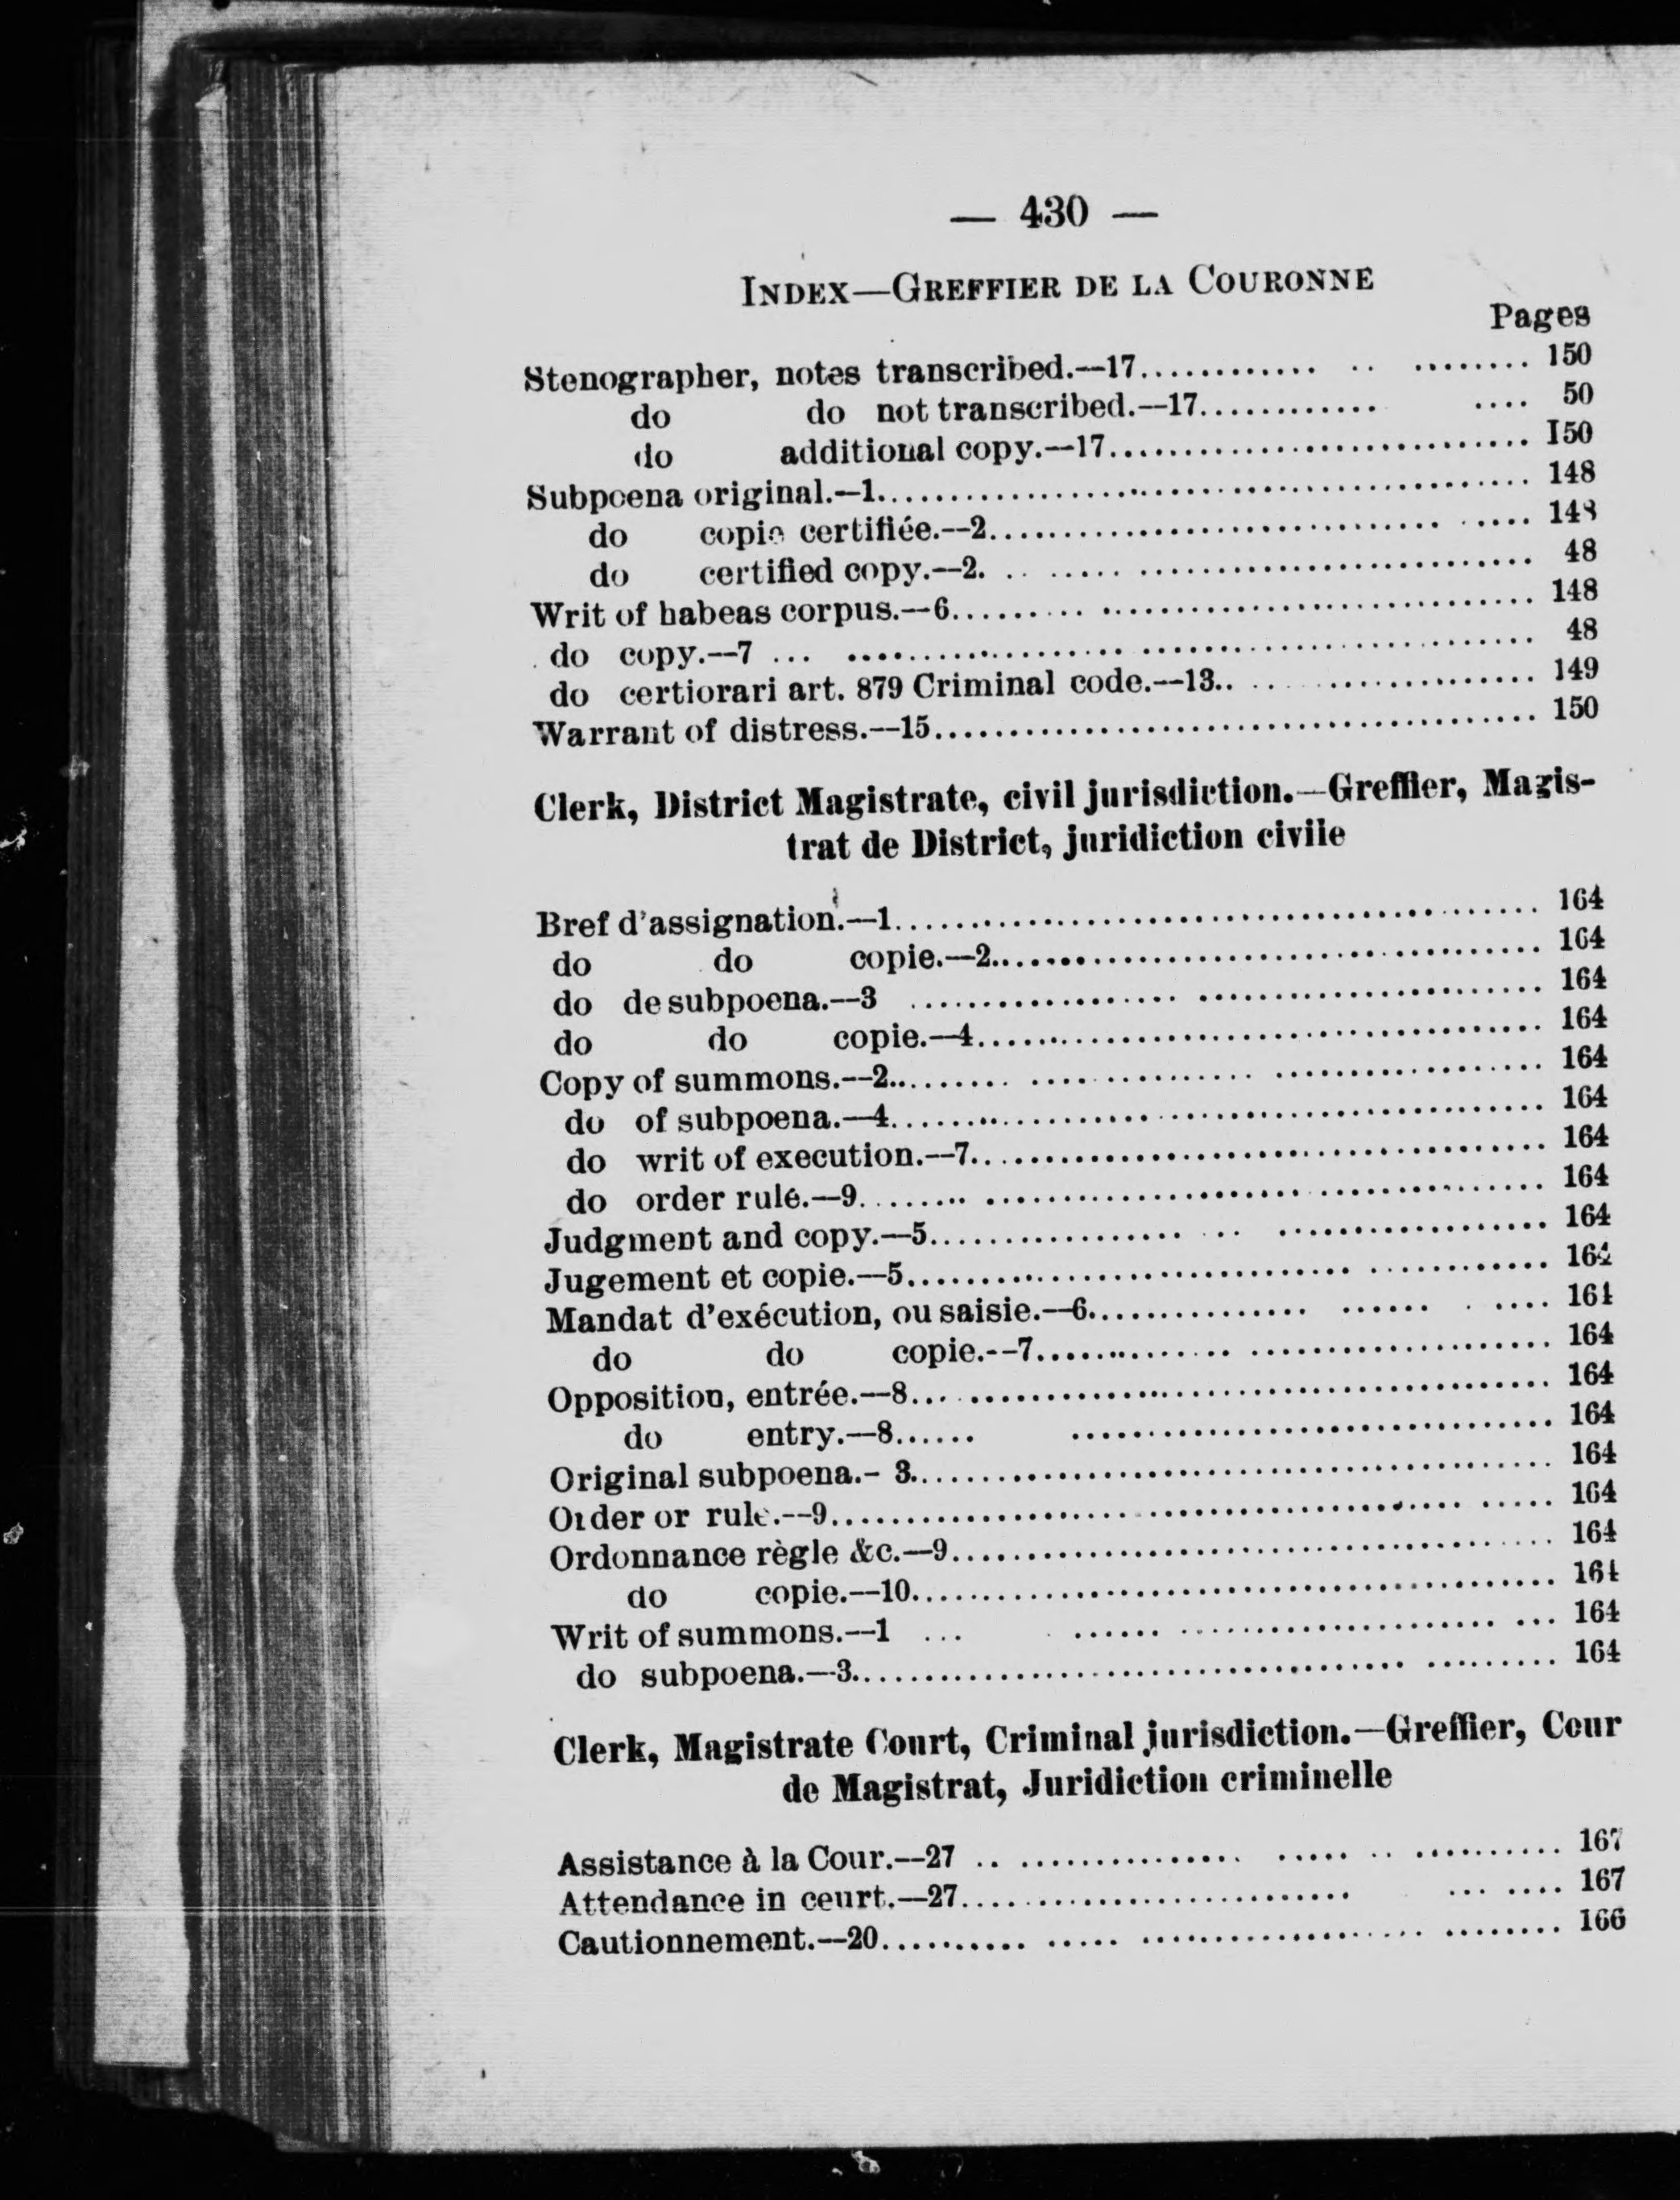 — 430 —
INDEX—GREFFIER DE LA COURONNE
Pages
Stenographer, notes transcribed.—17.................... 150
do do not transcribed.—17................ 50
do additional copy.—17............................ I50
Subpoena original.—1............................................ 148
do copie certifiée.—2.................................... 148
do certified copy.—2.................................... 48
Writ of habeas corpus.—6....................................... 148
do copy.—7 ................................................ 48
do certiorari art. 879 Criminal code.—13.................... 149
Warrant of distress.—15......................................... 150
Clerk, District Magistrate, civil jurisdiction.—Greffier, Magis-
trat de District, juridiction civile
Bref d'assignation.—1........................................... 164
do do copie.—2..................................... 164
do de subpoena.—3 ......................................... 164
do do copie.—4...................................... 164
Copy of summons.—2........................................... 164
do of subpoena.—4........................................... 164
do writ of execution.—7...................................... 164
do order rule.—9............................................. 164
Judgment and copy.—5......................................... 164
Jugement et copie.—5........................................... 164
Mandat d'exécution, ou saisie.—6........................... 164
do do copie.--7.................................. 164
Opposition, entrée.—8.......................................... 164
do entry.—8...................................... 164
Original subpoena.- 3........................................... 164
Order or rule.--9................................................ 164
Ordonnance règle &c.—9........................................ 164
do copie.—10........................................... 164
Writ of summons.—1 ... .................................. 164
do subpoena.—3............................................... 164
Clerk, Magistrate Court, Criminal jurisdiction.—Greffier, Cour
de Magistrat, Juridiction criminelle
Assistance à la Cour.—27 .................................... 167
Attendance in ceurt.—27.................................. 167
Cautionnement.—20............................................ 166